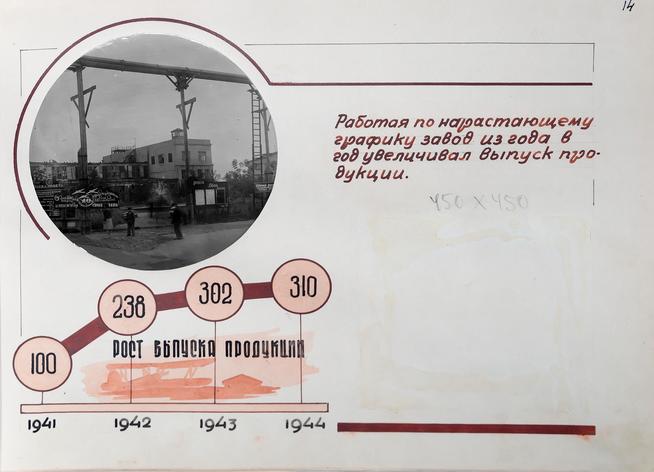 14
Работая по нарастающему
графику завод из года в
год увеличивал выпуск про-
дукции.
450 X 450
100
238
302
310
РОСТ ВЫПУСКА ПРОДУКЦИИ
1941
1942
1943
1944